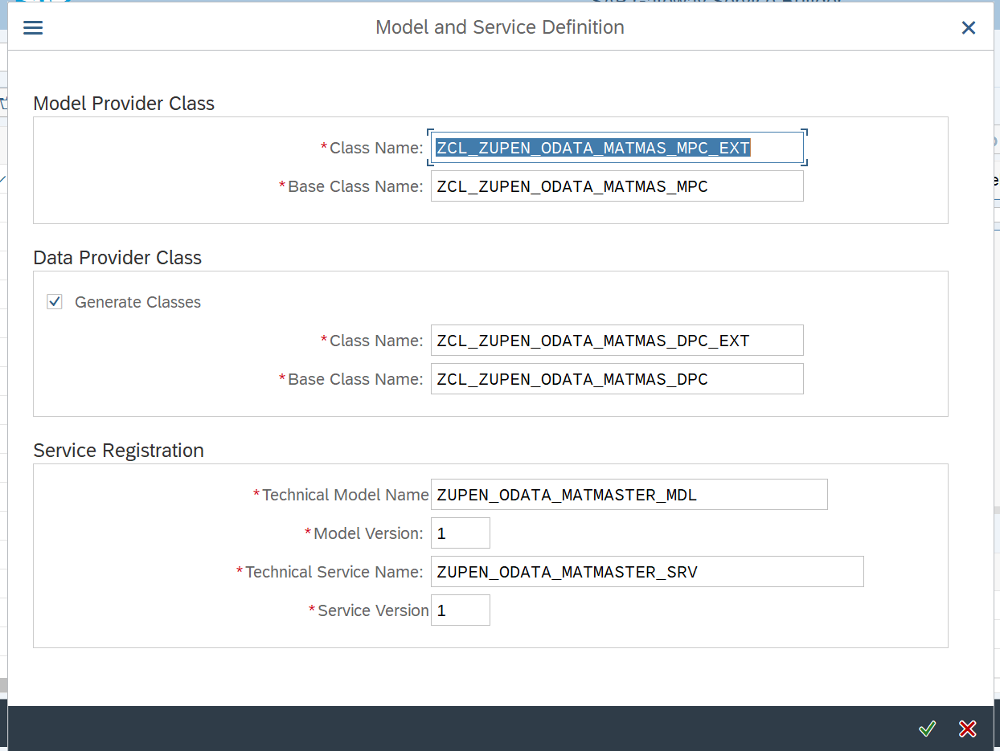 Model and Service Definition
Model Provider Class
*Class Name: ZCL_ZUPEN_ODATA_MATMAS_MPC_EXT
*Base Class Name: ZCL_ZUPEN_ODATA_MATMAS_MPC
Data Provider Class
Generate Classes
*Class Name: ZCL_ZUPEN_ODATA_MATMAS_DPC_EXT
*Base Class Name: ZCL_ZUPEN_ODATA_MATMAS_DPC
Service Registration
*Technical Model Name ZUPEN_ODATA_MATMASTER_MDL
*Model Version: 1
*Technical Service Name: ZUPEN_ODATA_MATMASTER_SRV
*Service Version 1